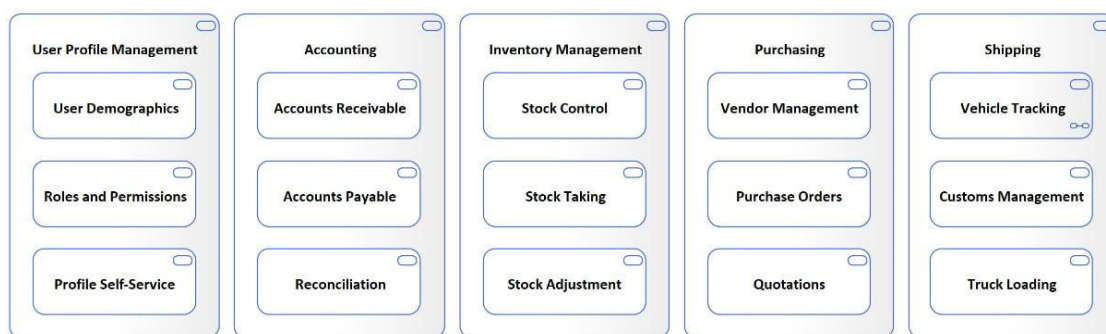 User Profile Management
User Demographics
Roles and Permissions
Profile Self-Service
Accounting
Accounts Receivable
Accounts Payable
Reconciliation
Inventory Management
Stock Control
Stock Taking
Stock Adjustment
Purchasing
Vendor Management
Purchase Orders
Quotations
Shipping
Vehicle Tracking
Customs Management
Truck Loading